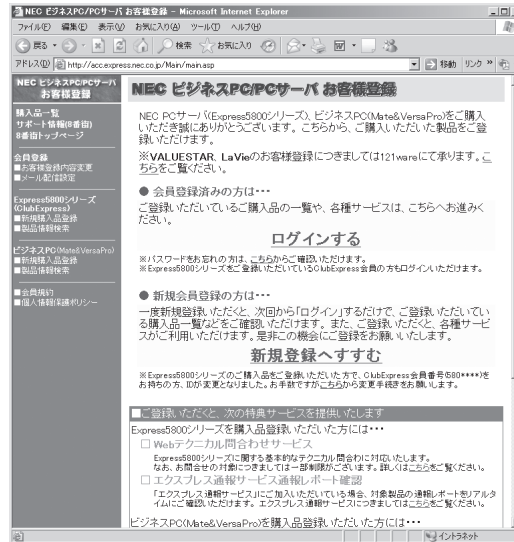 NEC ビジネスPC/PCサーバ お客様登録 - Microsoft Internet Explorer
ファイル(F) 編集(E) 表示(V) お気に入り(A) ツール(T) ヘルプ(H)
戻る 検索 お気に入り
アドレス(D) http://acc.express.nec.co.jp/Main/main.asp 移動 リンク »
NEC ビジネスPC/PCサーバ
お客様登録
購入品一覧
サポート情報(8番街)
8番街トップページ
会員登録
■お客様登録内容変更
■メール配信設定
Express5800シリーズ
(ClubExpress)
■新規購入品登録
■製品情報検索
ビジネスPC(Mate&VersaPro)
■新規購入品登録
■製品情報検索
■会員規約
■個人情報保護ポリシー
NEC ビジネスPC/PCサーバ お客様登録
NEC PCサーバ(Express5800シリーズ)、ビジネスPC(Mate&VersaPro)をご購入
いただき誠にありがとうございます。こちらから、ご購入いただいた製品をご登
録いただけます。
※VALUESTAR、LaVieのお客様登録につきましては121wareにて承ります。こ
ちらをご覧ください。
● 会員登録済みの方は・・・
ご登録いただいているご購入品の一覧や、各種サービスは、こちらへお進みく
ださい。
ログインする
※パスワードをお忘れの方は、こちらからご確認いただけます。
※Express5800シリーズをご登録いただいているClubExpress会員の方もログインいただけます。
● 新規会員登録の方は・・・
一度新規登録いただくと、次回から「ログイン」するだけで、ご登録いただいてい
る購入品一覧などをご確認いただけます。また、ご登録いただくと、各種サービ
スがご利用いただけます。是非この機会にご登録をお願いいたします。
新規登録へすすむ
※Express5800シリーズのご購入品をご登録いただいた方で、ClubExpress会員番号(580****)を
お持ちの方、IDが変更となりました。お手数ですがこちらから変更手続きをお願します。
■ご登録いただくと、次の特典サービスを提供いたします
Express5800シリーズを購入品登録いただいた方には・・・
□ Webテクニカル問合わせサービス
Express5800シリーズに関する基本的なテクニカル問合わに対応いたします。
なお、お問合せの対象につきましては一部制限がございます。詳しくはこちらをご覧ください。
□ エクスプレス通報サービス通報レポート確認
「エクスプレス通報サービス」にご加入いただいている場合、対象製品の通報レポートをリアルタ
イムにご確認いただけます。エクスプレス通報サービスにつきましてはこちらをご覧ください。
ビジネスPC(Mate&VersaPro)を購入品登録いただいた方には・・・
イントラネット